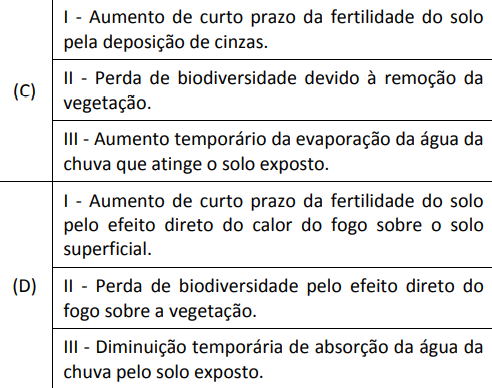 (C)
I - Aumento de curto prazo da fertilidade do solo
pela deposição de cinzas.
II - Perda de biodiversidade devido à remoção da
vegetação.
III - Aumento temporário da evaporação da água da
chuva que atinge o solo exposto.
(D)
I - Aumento de curto prazo da fertilidade do solo
pelo efeito direto do calor do fogo sobre o solo
superficial.
II - Perda de biodiversidade pelo efeito direto do
fogo sobre a vegetação.
III - Diminuição temporária de absorção da água da
chuva pelo solo exposto.